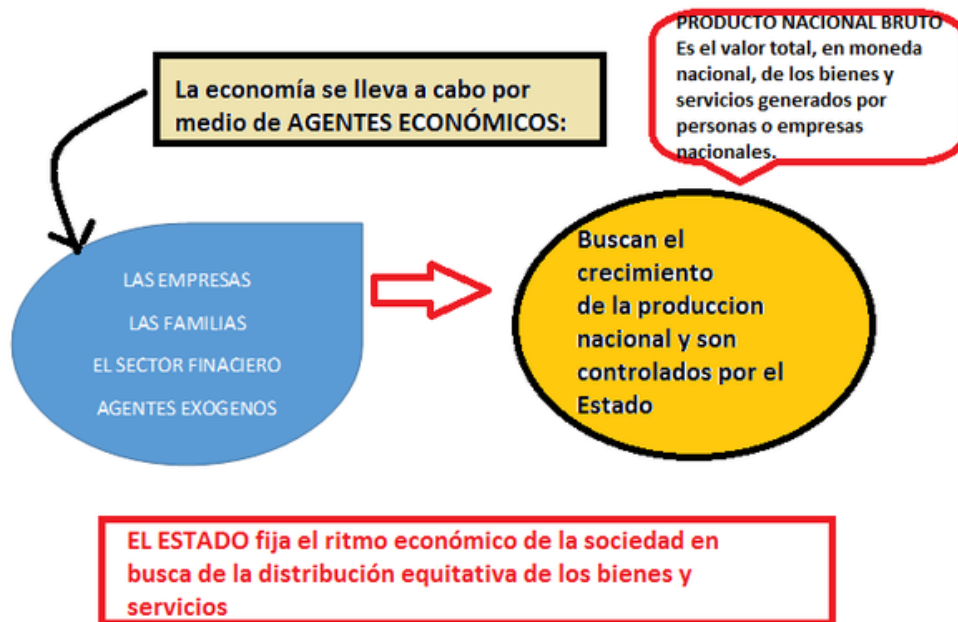 La economía se lleva a cabo por
medio de AGENTES ECONÓMICOS:
PRODUCTO NACIONAL BRUTO
Es el valor total, en moneda
nacional, de los bienes y
servicios generados por
personas o empresas
nacionales.
LAS EMPRESAS
LAS FAMILIAS
EL SECTOR FINACIERO
AGENTES EXOGENOS
Buscan el
crecimiento
de la produccion
nacional y son
controlados por el
Estado
EL ESTADO fija el ritmo económico de la sociedad en
busca de la distribución equitativa de los bienes y
servicios